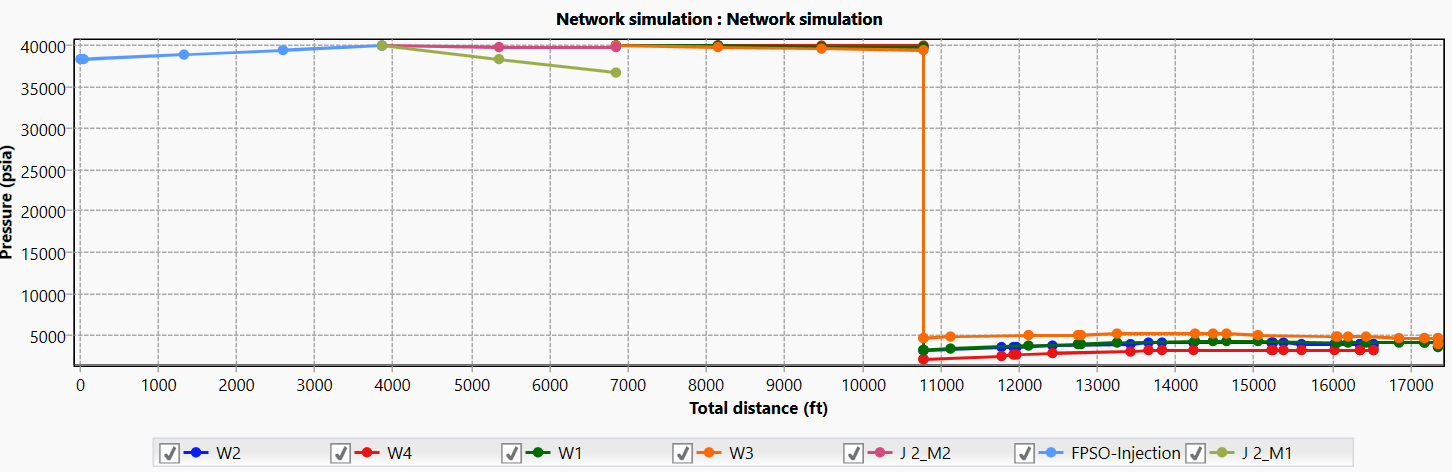 Network simulation : Network simulation
40000
35000
30000
25000
20000
15000
10000
5000
Pressure (psia)
0 1000 2000 3000 4000 5000 6000 7000 8000 9000 10000 11000 12000 13000 14000 15000 16000 17000
Total distance (ft)
W2 W4 W1 W3 J 2_M2 FPSO-Injection J 2_M1